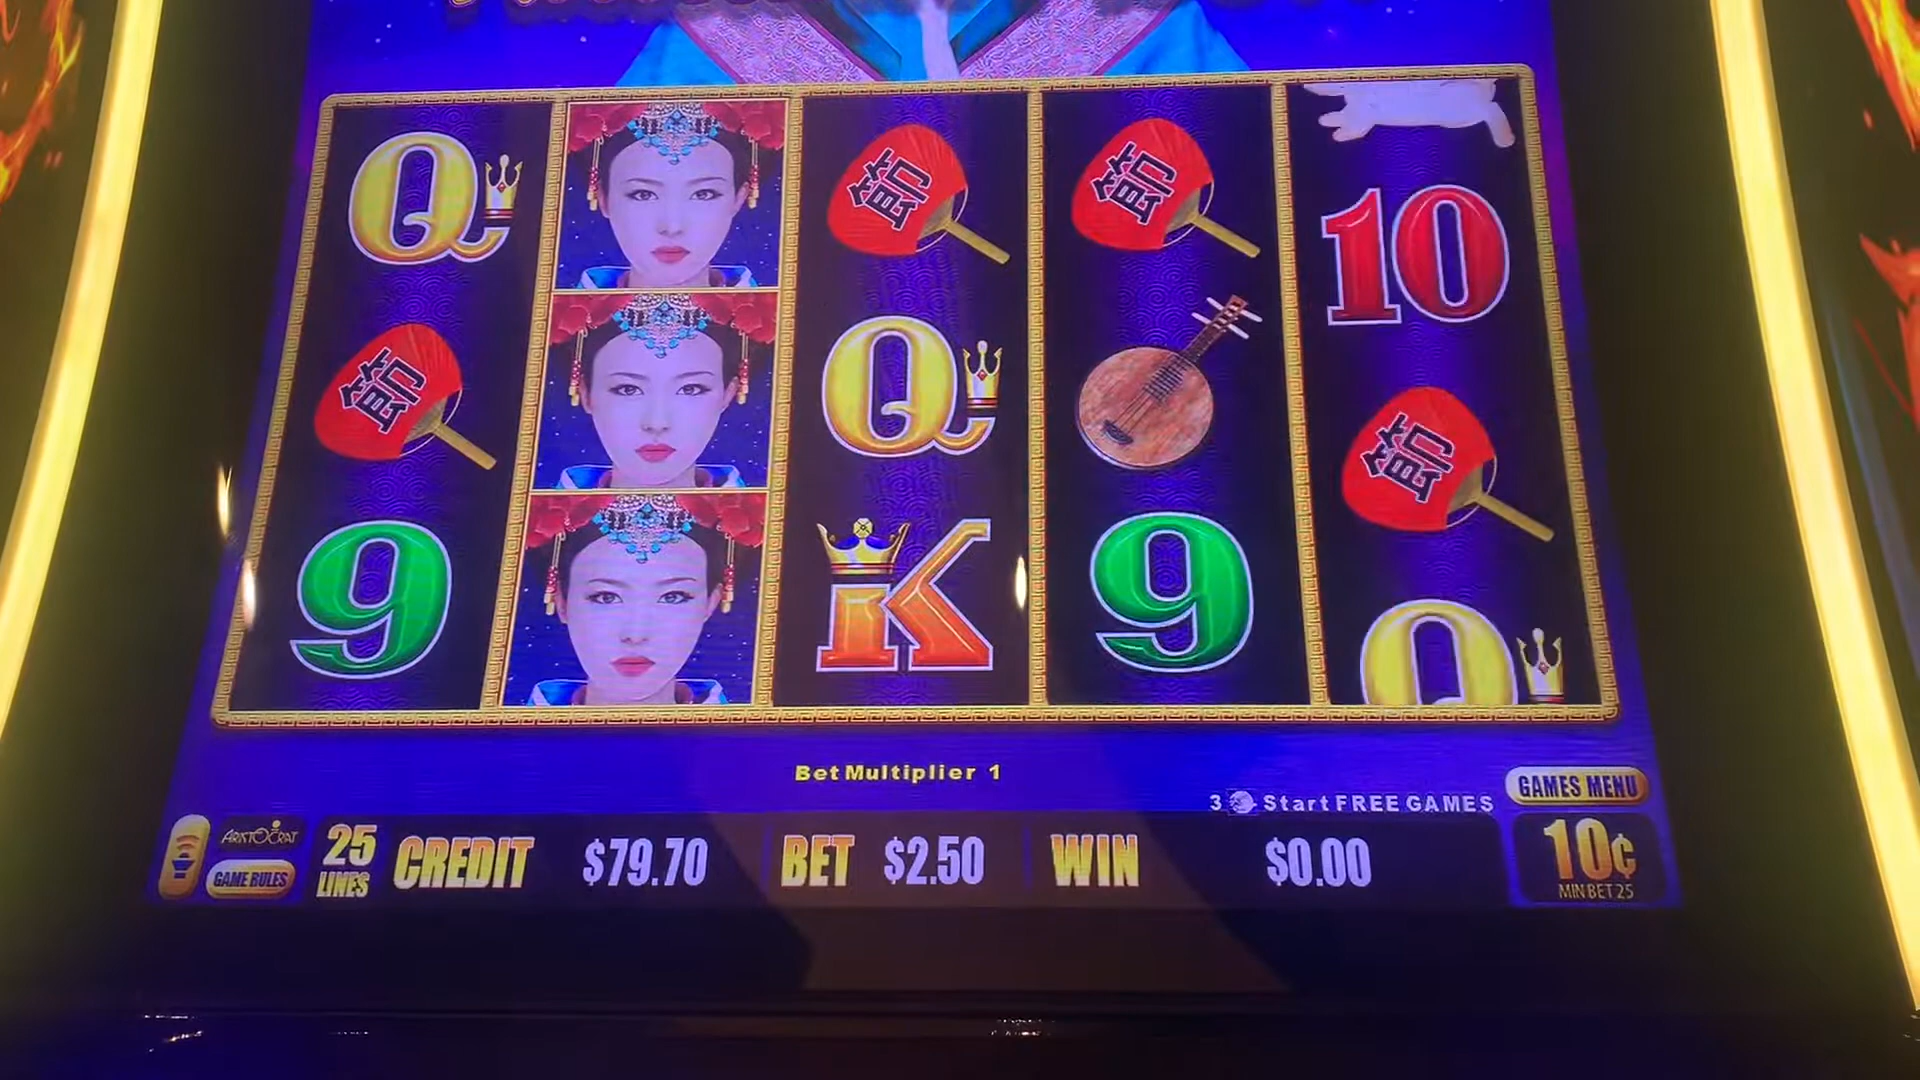 Q
10
Q
9
K
9
Q
Bet Multiplier 1
3 Start FREE GAMES
GAMES MENU
ARISTOCRAT
GAME RULES
25 LINES
CREDIT $79.70
BET $2.50
WIN $0.00
10¢
MIN BET 25